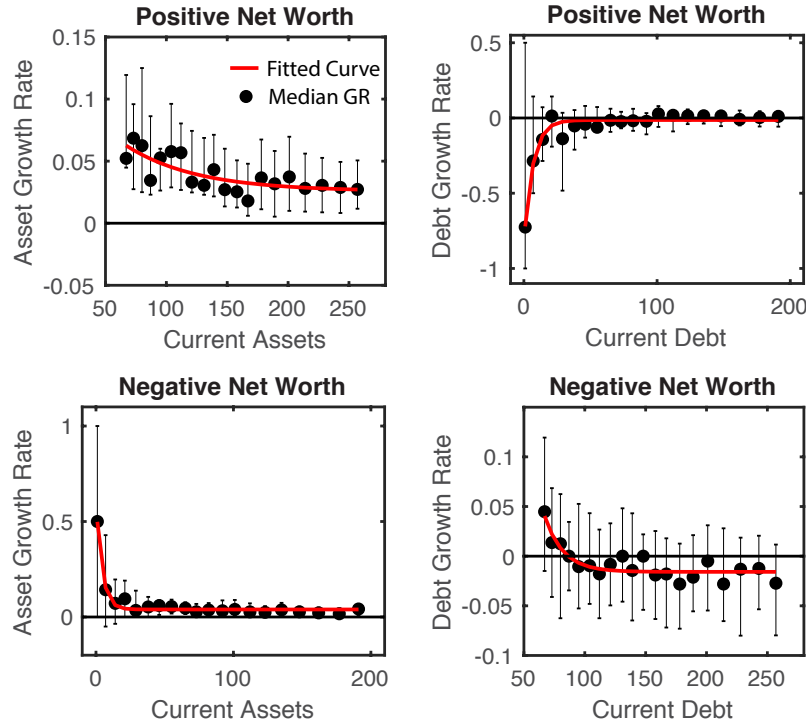 Positive Net Worth
0.15
0.1
0.05
0
-0.05
50
100
150
200
250
Asset Growth Rate
Current Assets
Fitted Curve
Median GR
Positive Net Worth
0.5
0
-0.5
-1
0
100
200
Debt Growth Rate
Current Debt
Negative Net Worth
1
0.5
0
0
100
200
Asset Growth Rate
Current Assets
Negative Net Worth
0.1
0.05
0
-0.05
-0.1
50
100
150
200
250
Debt Growth Rate
Current Debt